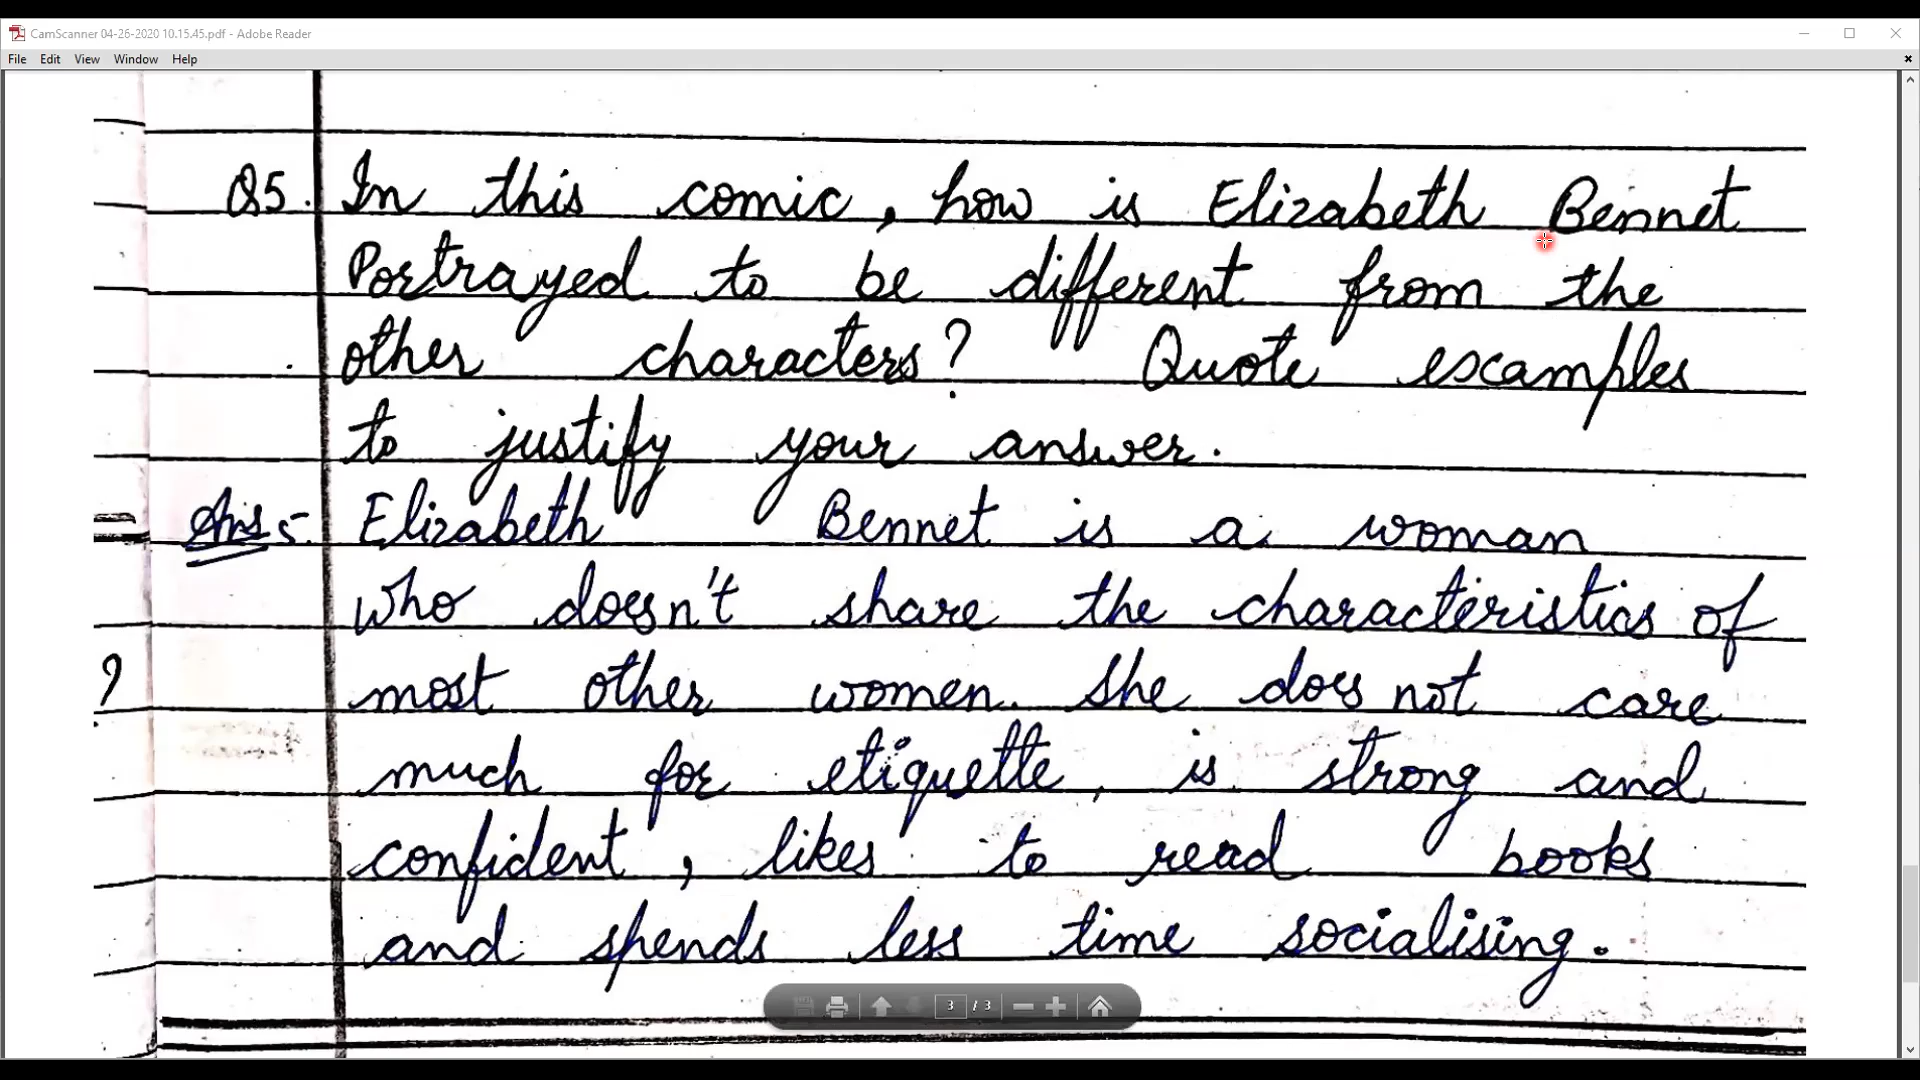 CamScanner 04-26-2020 10.15.45.pdf - Adobe Reader
File Edit View Window Help
Q5. In this comic, how is Elizabeth Bennet
Portrayed to be different from the
other characters? Quote examples
to justify your answer.
Ans 5. Elizabeth Bennet is a woman
who doesn't share the characteristics of
most other women. She does not care
? 
much for etiquette, is strong and
confident, likes to read books
and spends less time socialising.
3 / 3